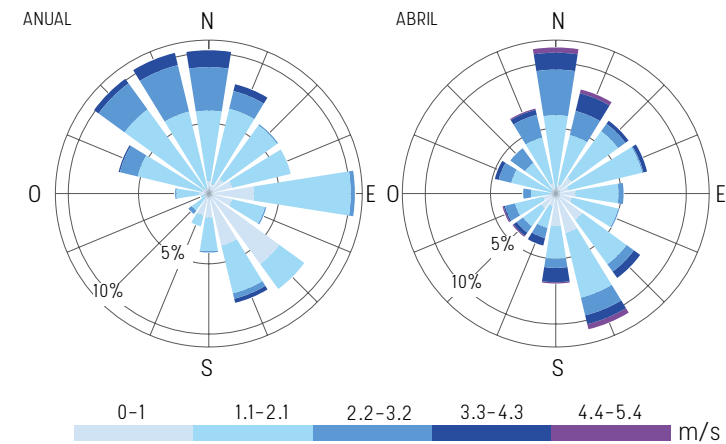 ANUAL
N
O
E
S
5%
10%
ABRIL
N
O
E
S
5%
10%
0-1
1.1-2.1
2.2-3.2
3.3-4.3
4.4-5.4
m/s